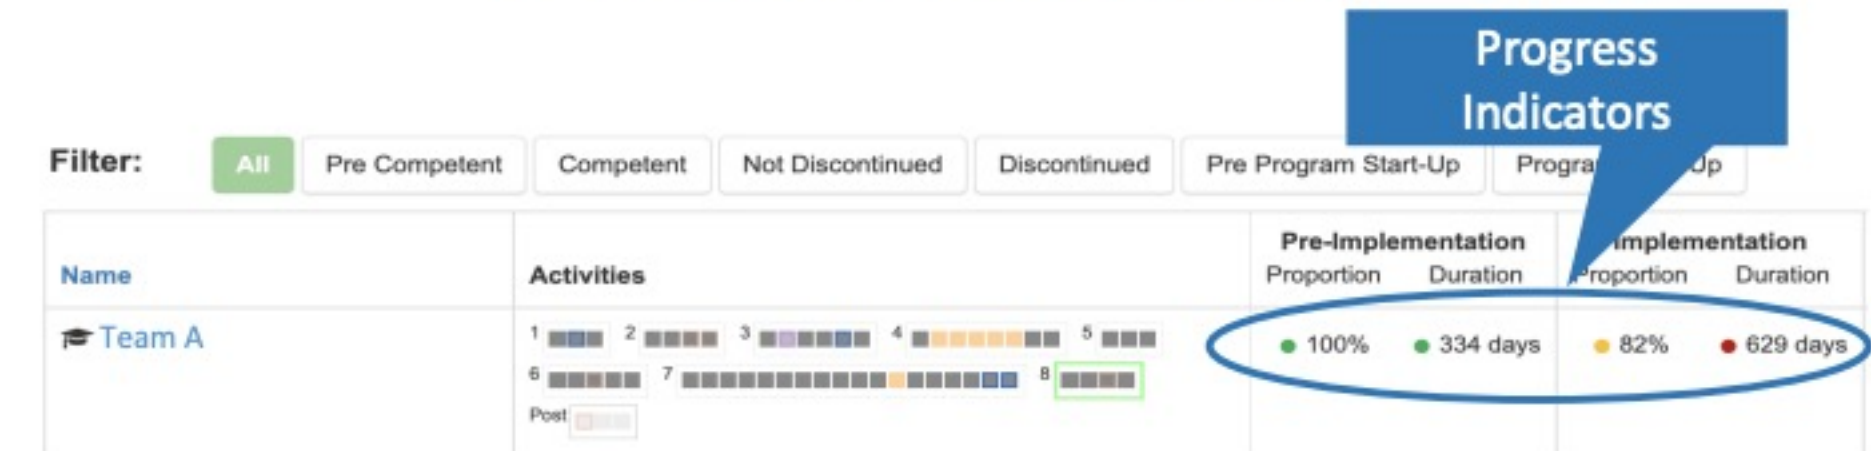 Progress
Indicators
Filter: All Pre Competent Competent Not Discontinued Discontinued Pre Program Start-Up
Pre-Implementation Implementation
Name Activities Proportion Duration Proportion Duration
Team A 1 2 3 4 5 100% 334 days 82% 629 days
6 7 8
Post